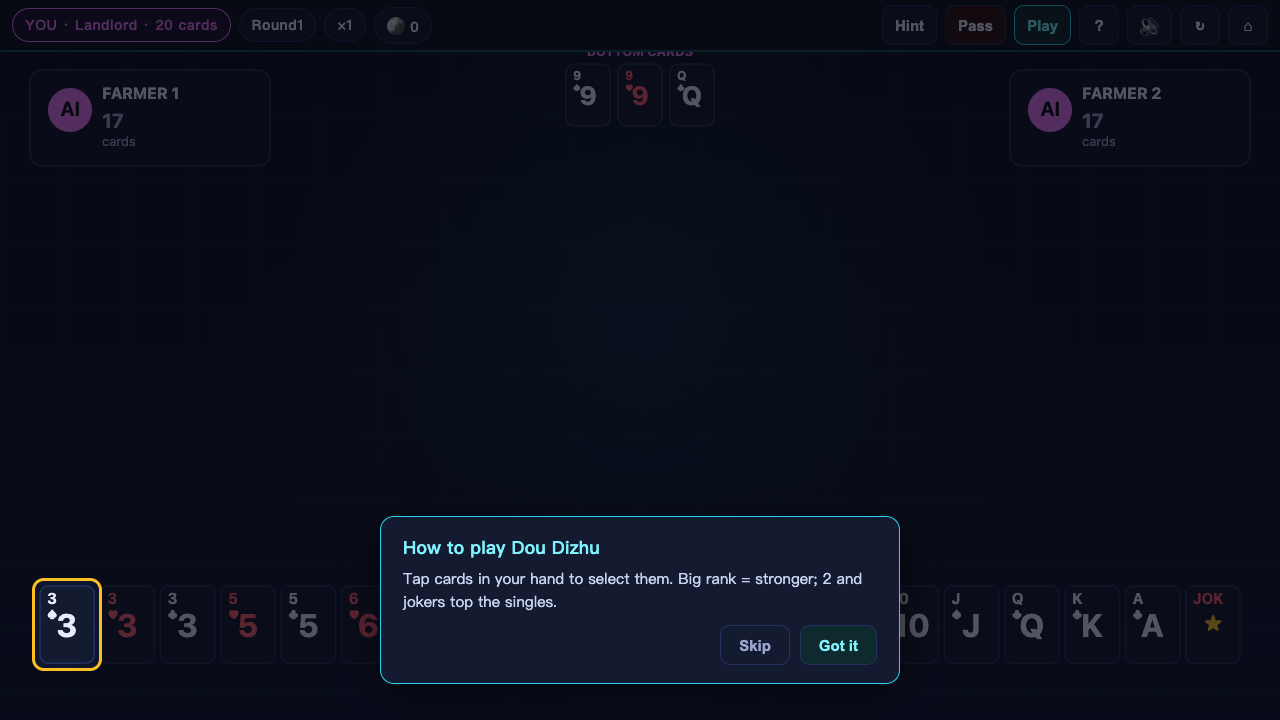 YOU · Landlord · 20 cards
Round1
×1
0
Hint
Pass
Play
?
BOTTOM CARDS
AI
FARMER 1
17
cards
9
9
9
9
Q
Q
AI
FARMER 2
17
cards
How to play Dou Dizhu
Tap cards in your hand to select them. Big rank = stronger; 2 and
jokers top the singles.
Skip
Got it
3
3
3
3
3
3
5
5
5
5
6
6
0
10
J
J
Q
Q
K
K
A
A
JOK